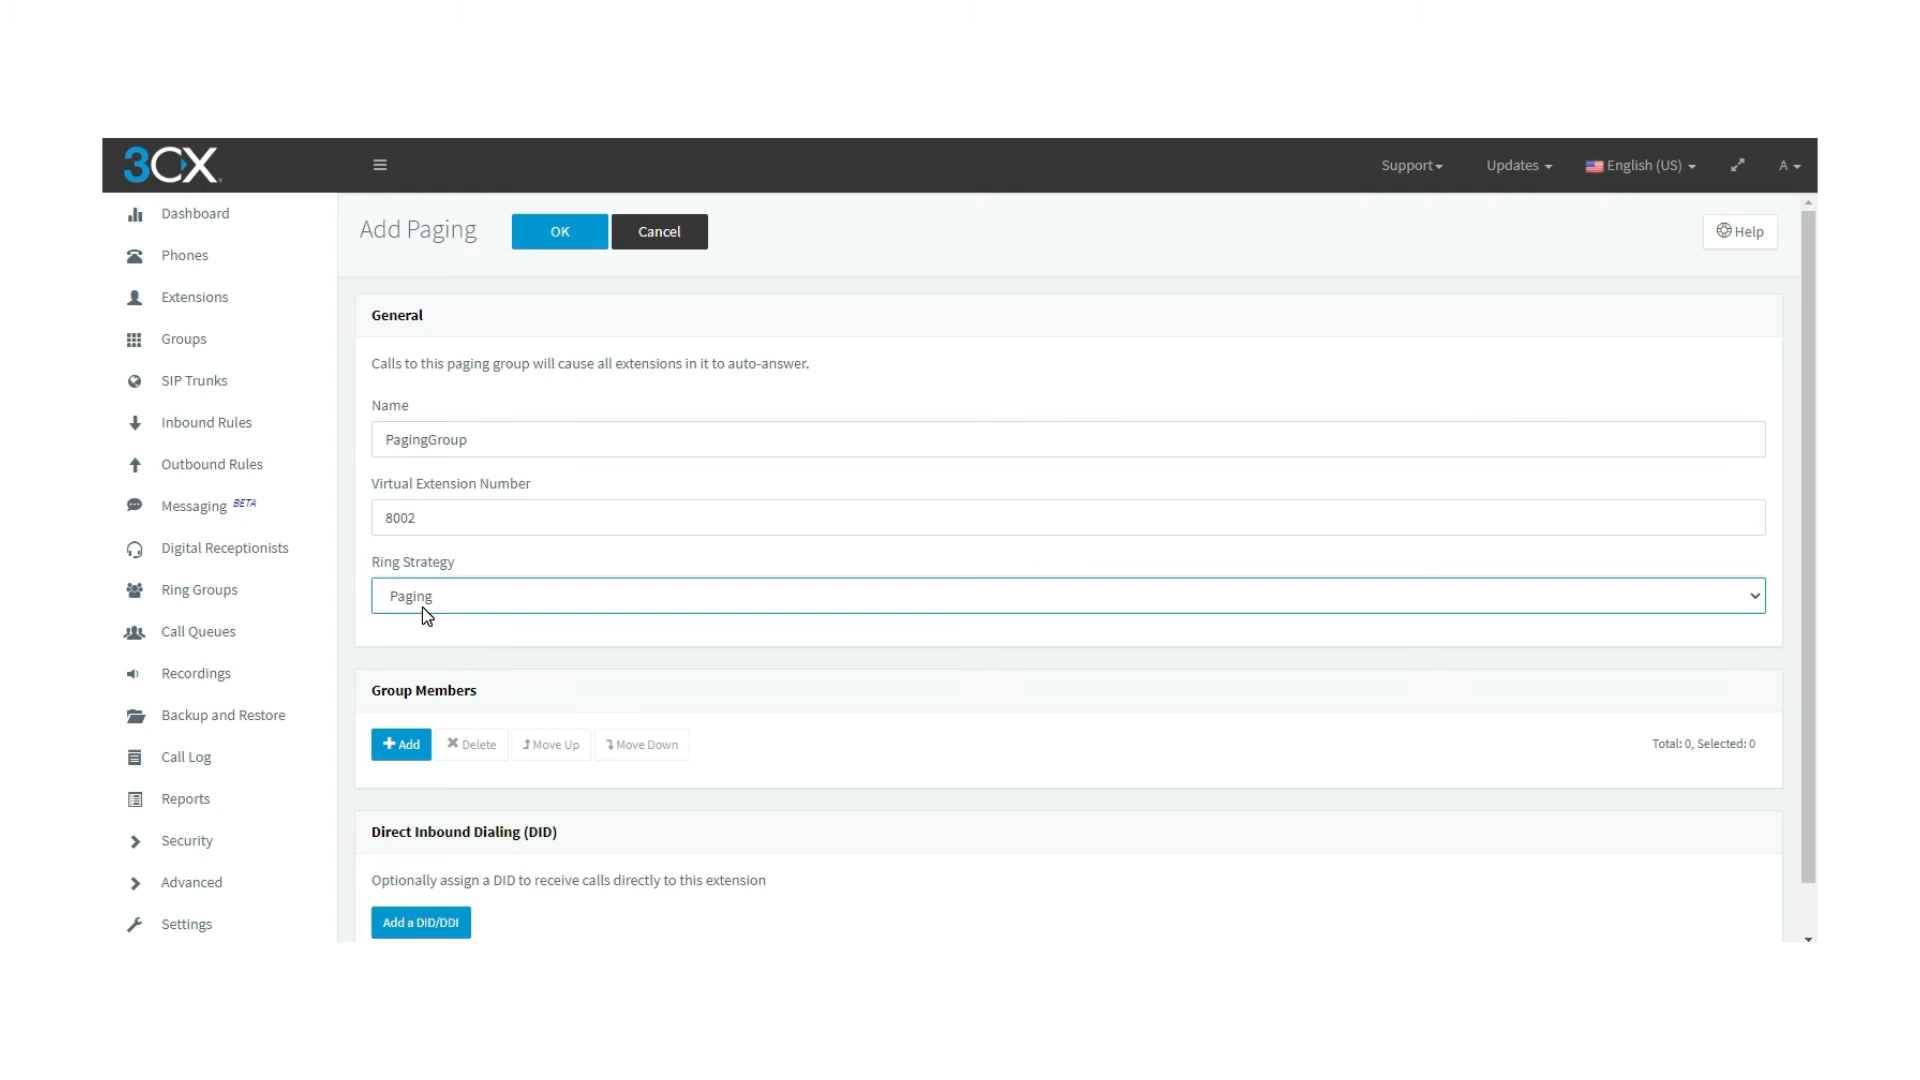 3CX
Support
Updates
English (US)
A
Dashboard
Phones
Extensions
Groups
SIP Trunks
Inbound Rules
Outbound Rules
Messaging BETA
Digital Receptionists
Ring Groups
Call Queues
Recordings
Backup and Restore
Call Log
Reports
Security
Advanced
Settings
Add Paging
OK
Cancel
Help
General
Calls to this paging group will cause all extensions in it to auto-answer.
Name
PagingGroup
Virtual Extension Number
8002
Ring Strategy
Paging
Group Members
Add
Delete
Move Up
Move Down
Total: 0, Selected: 0
Direct Inbound Dialing (DID)
Optionally assign a DID to receive calls directly to this extension
Add a DID/DDI